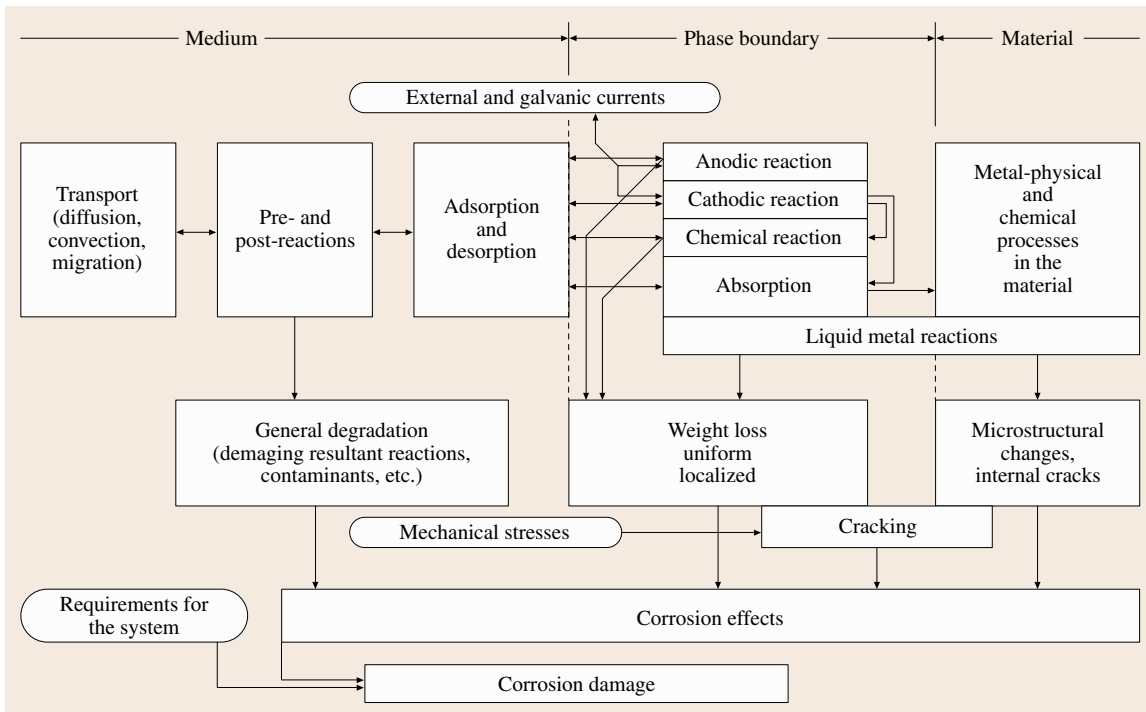 Medium
Phase boundary
Material
External and galvanic currents
Transport
(diffusion,
convection,
migration)
Pre- and
post-reactions
Adsorption
and
desorption
Anodic reaction
Cathodic reaction
Chemical reaction
Absorption
Metal-physical
and
chemical
processes
in the
material
Liquid metal reactions
General degradation
(demaging resultant reactions,
contaminants, etc.)
Weight loss
uniform
localized
Microstructural
changes,
internal cracks
Mechanical stresses
Cracking
Requirements for
the system
Corrosion effects
Corrosion damage